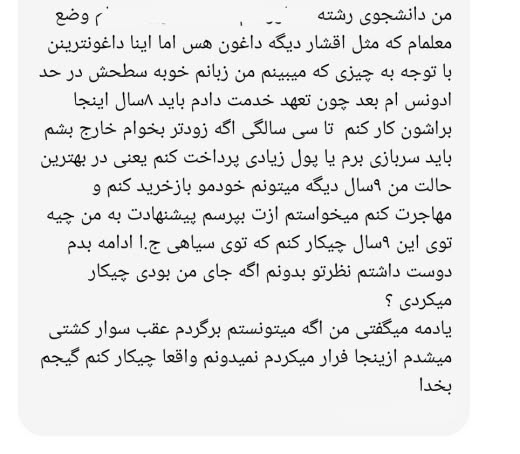 من دانشجوی رشته وضع
معلمام که مثل اقشار دیگه داغون هس اما اینا داغونترینن
با توجه به چیزی که میبینم من زبانم خوبه سطحش در حد
ادونس ام بعد چون تعهد خدمت دادم باید ۸سال اینجا
براشون کار کنم تا سی سالگی اگه زودتر بخوام خارج بشم
باید سربازی برم یا پول زیادی پرداخت کنم یعنی در بهترین
حالت من ۹سال دیگه میتونم خودمو بازخرید کنم و
مهاجرت کنم میخواستم ازت بپرسم پیشنهادت به من چیه
توی این ۹سال چیکار کنم که توی سیاهی ج.ا ادامه بدم
دوست داشتم نظرتو بدونم اگه جای من بودی چیکار
میکردی ؟
یادمه میگفتی من اگه میتونستم برگردم عقب سوار کشتی
میشدم ازینجا فرار میکردم نمیدونم واقعا چیکار کنم گیجم
بخدا